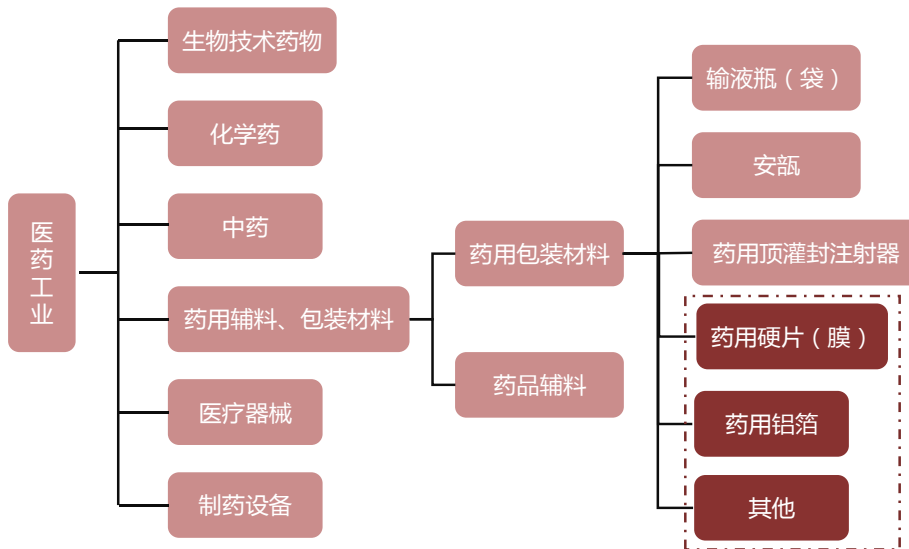 医药工业
生物技术药物
化学药
中药
药用辅料、包装材料
医疗器械
制药设备
药用包装材料
药品辅料
输液瓶（袋）
安瓿
药用顶灌封注射器
药用硬片（膜）
药用铝箔
其他